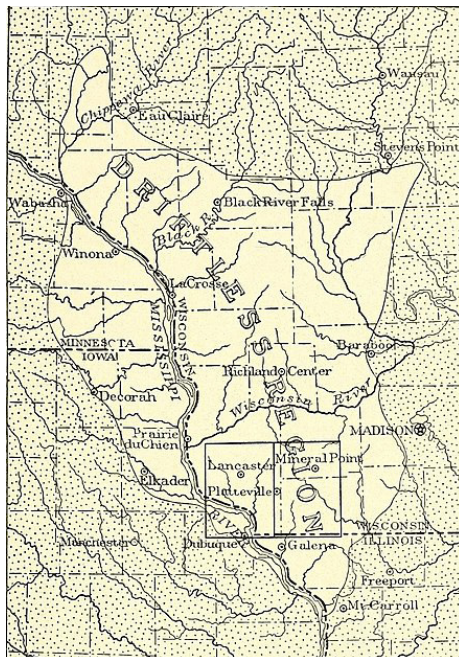 Wausau
Chippewa River
Eau Claire
Stevens Point
DRIFTLESS REGION
Wabasha
Black River Falls
Black R.
Winona
La Crosse
WISCONSIN
MISSISSIPPI
MINNESOTA
IOWA
Baraboo
Richland Center
Decorah
Wisconsin River
MADISON
Prairie
du Chien
Lancaster
Mineral Point
Elkader
Platteville
RIVER
WISCONSIN
ILLINOIS
Manchester
Dubuque
Galena
Freeport
Mt. Carroll